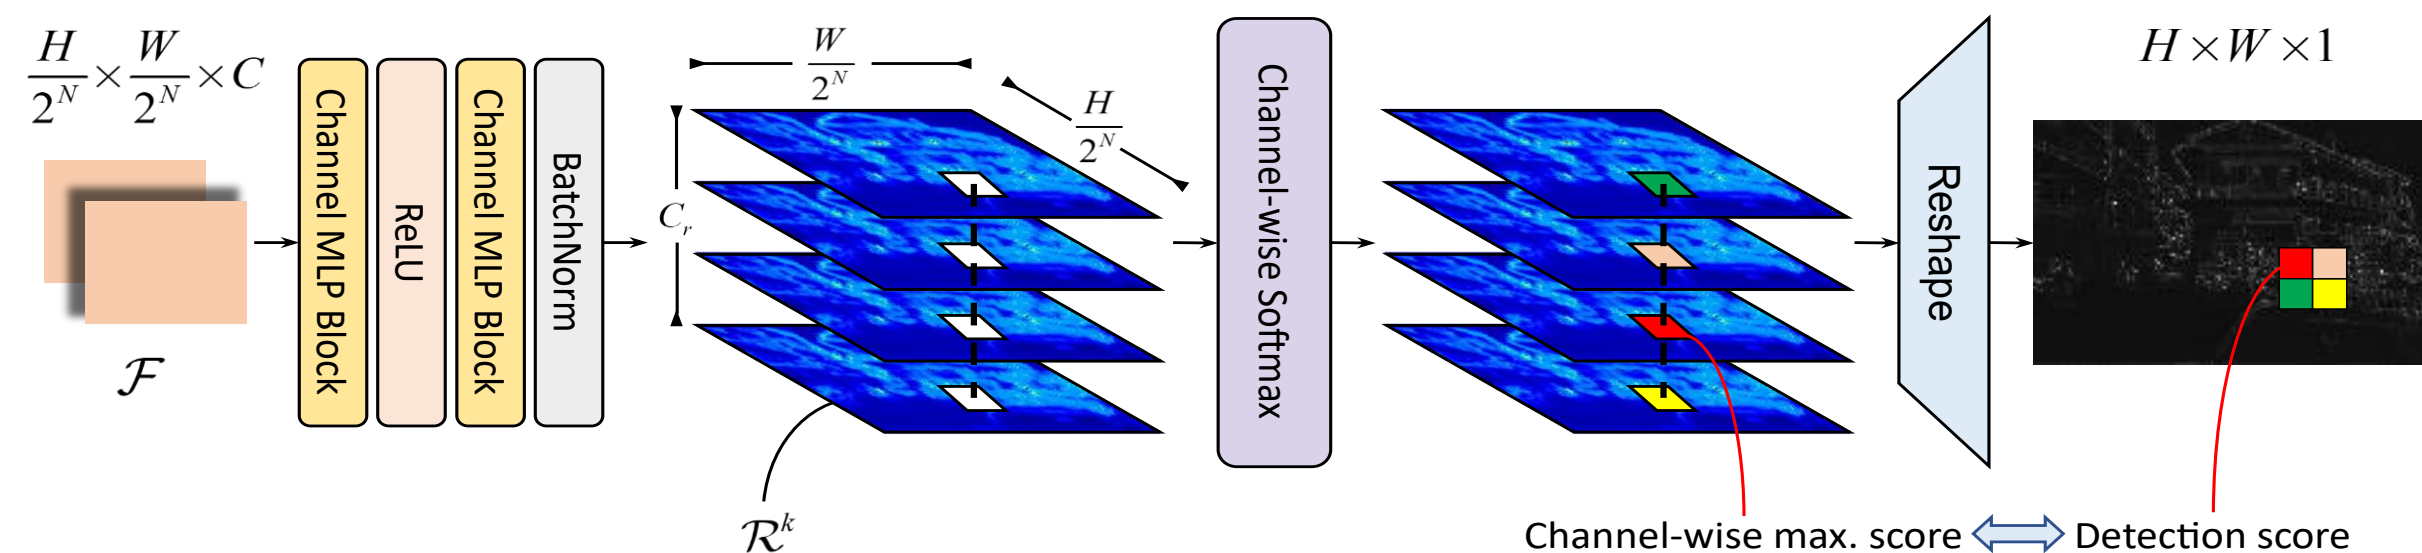 H/2^N × W/2^N × C
F
Channel MLP Block
ReLU
Channel MLP Block
BatchNorm
W/2^N
H/2^N
C_r
R^k
Channel-wise Softmax
Reshape
H × W × 1
Channel-wise max. score
Detection score